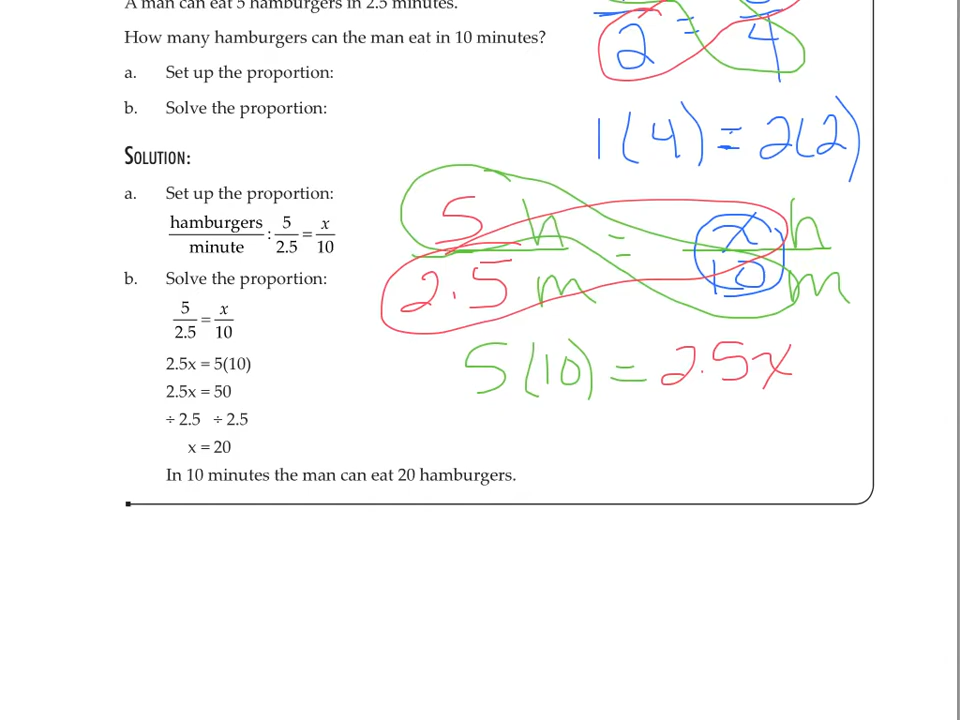 A man can eat 5 hamburgers in 2.5 minutes.
How many hamburgers can the man eat in 10 minutes?
a. Set up the proportion:
b. Solve the proportion:
SOLUTION:
a. Set up the proportion:
hamburgers/minute : 5/2.5 = x/10
b. Solve the proportion:
5/2.5 = x/10
2.5x = 5(10)
2.5x = 50
÷ 2.5 ÷ 2.5
x = 20
In 10 minutes the man can eat 20 hamburgers.
2 = 4
1(4) = 2(2)
5 h = x h
2.5 m 10 m
5(10) = 2.5x